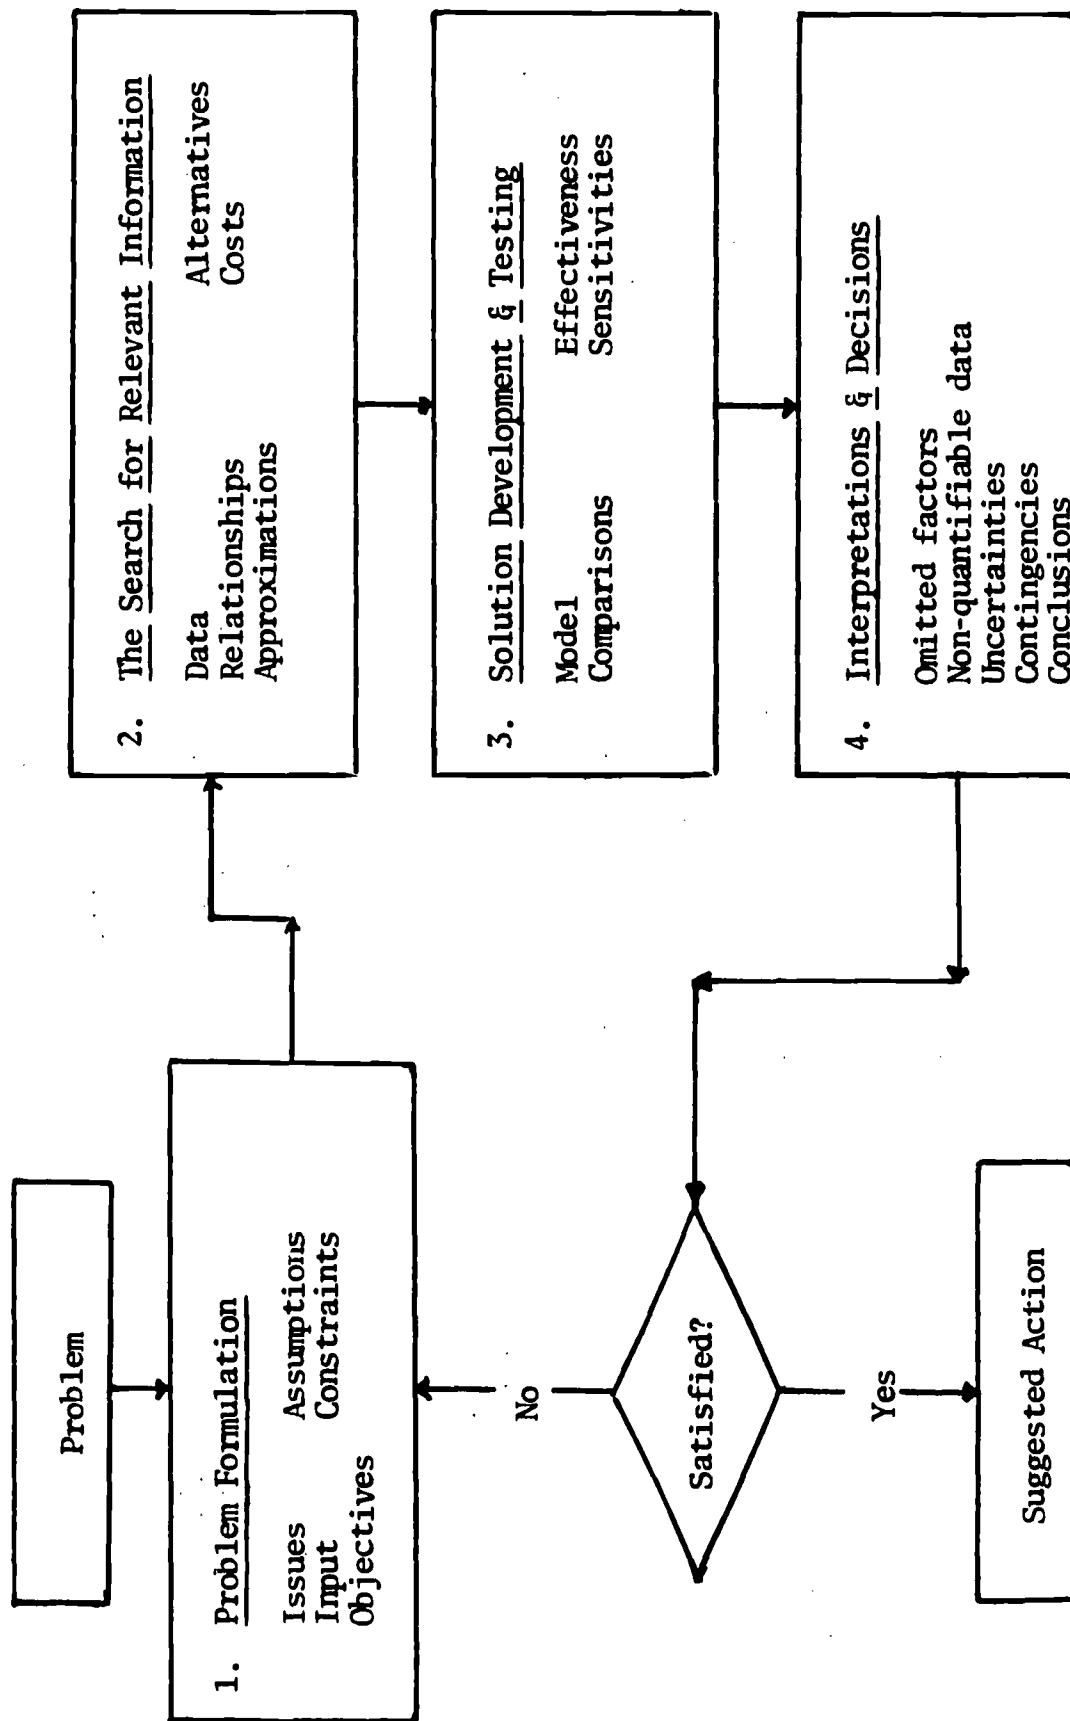 Problem
1. Problem Formulation
Issues Assumptions
Input Constraints
Objectives
2. The Search for Relevant Information
Data Alternatives
Relationships Costs
Approximations
3. Solution Development & Testing
Model Effectiveness
Comparisons Sensitivities
4. Interpretations & Decisions
Omitted factors
Non-quantifiable data
Uncertainties
Contingencies
Conclusions
No
Satisfied?
Yes
Suggested Action